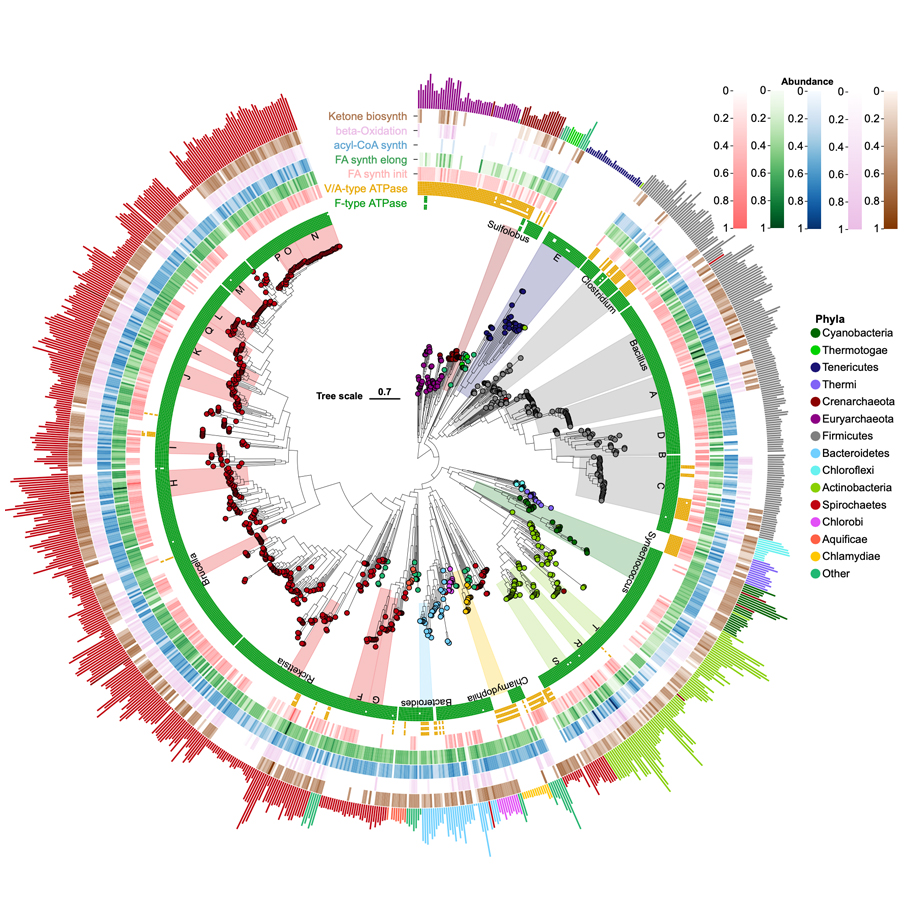 Abundance
0- 0- 0- 0- 0-
0.2- 0.2- 0.2- 0.2- 0.2-
0.4- 0.4- 0.4- 0.4- 0.4-
0.6- 0.6- 0.6- 0.6- 0.6-
0.8- 0.8- 0.8- 0.8- 0.8-
1- 1- 1- 1- 1-
Ketone biosynth
beta-Oxidation
acyl-CoA synth
FA synth elong
FA synth init
V/A-type ATPase
F-type ATPase
Sulfolobus
E
Clostridium
Bacillus
A
D
B
C
Synechococcus
T
R
S
Chlamydophila
Bacteroides
G
F
Rickettsia
Brucella
H
I
J
K
Q
L
M
P
O
N
Tree scale 0.7
Phyla
Cyanobacteria
Thermotogae
Tenericutes
Thermi
Crenarchaeota
Euryarchaeota
Firmicutes
Bacteroidetes
Chloroflexi
Actinobacteria
Spirochaetes
Chlorobi
Aquificae
Chlamydiae
Other